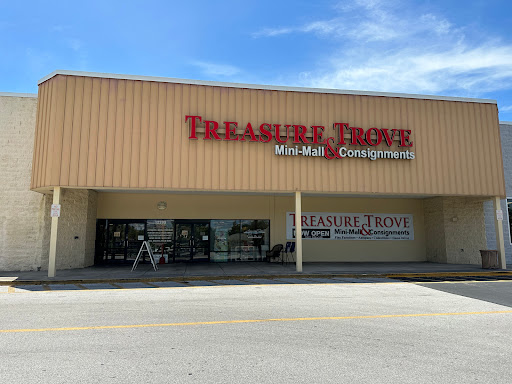 TREASURE TROVE
Mini-Mall & Consignments
TREASURE TROVE
NOW OPEN Mini-Mall & Consignments